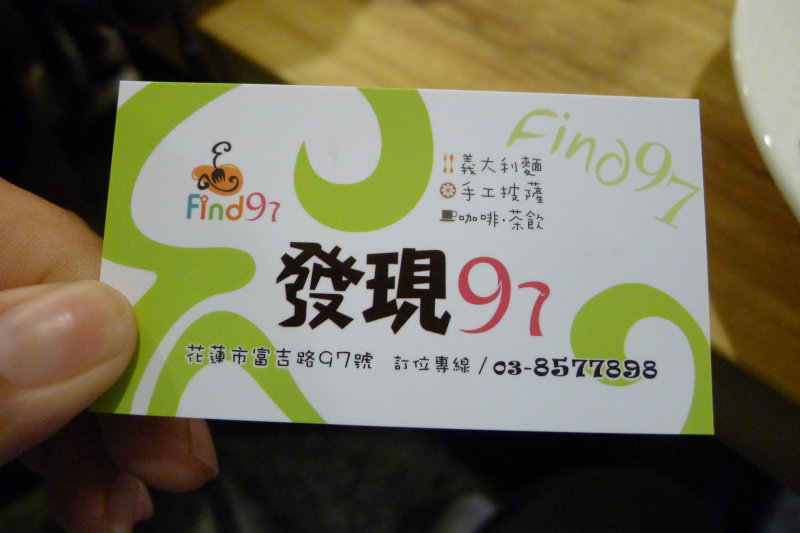 Find97
義大利麵
手工披薩
咖啡·茶飲
Find97
發現97
花蓮市富吉路97號 訂位專線/03-8577898